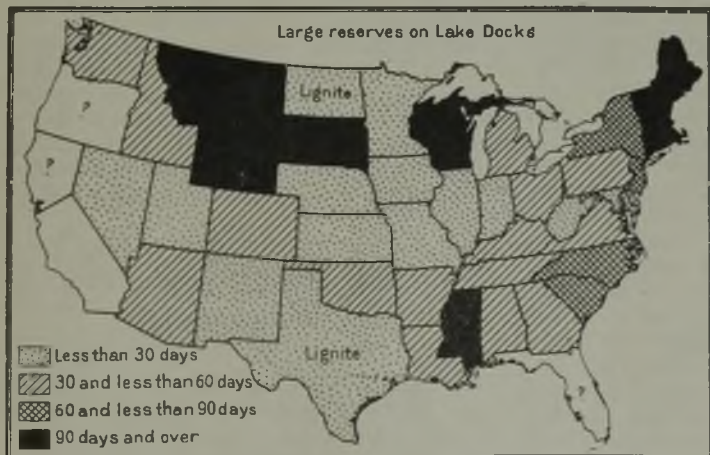 Large reserves on Lake Docks
Lignite
?
?
Lignite
?
Less than 30 days
30 and less than 60 days
60 and less than 90 days
90 days and over